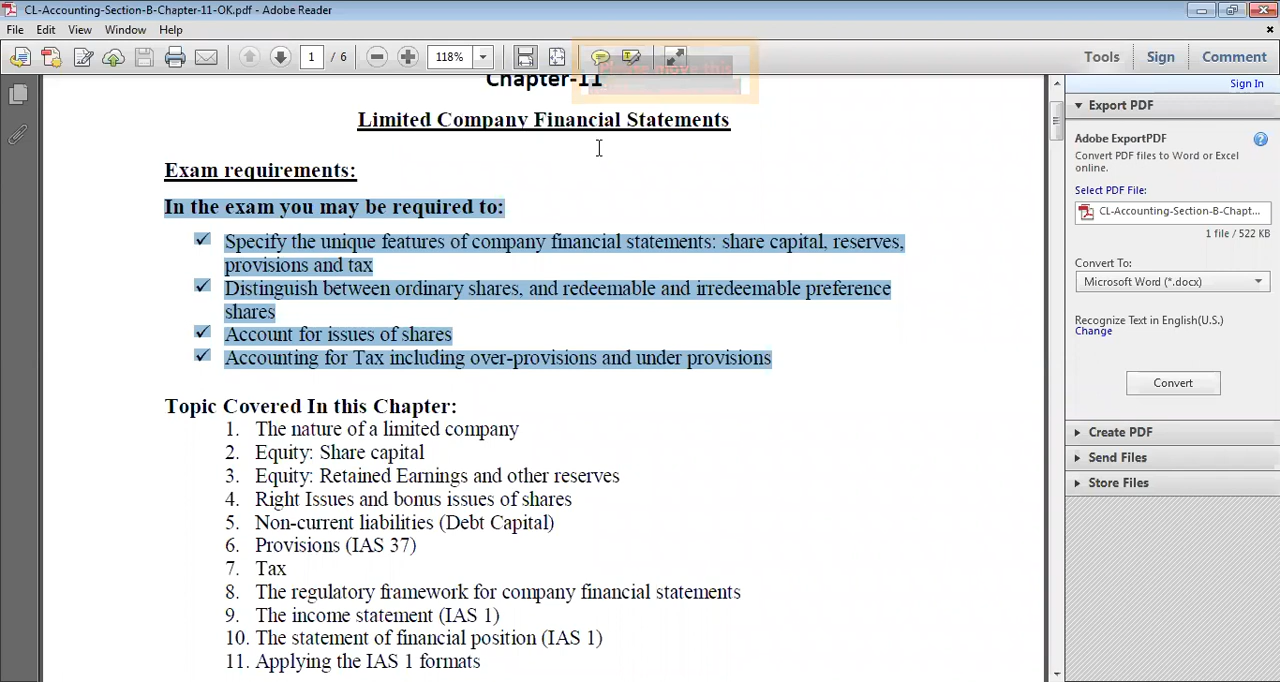 CL-Accounting-Section-B-Chapter-11-OK.pdf - Adobe Reader
File Edit View Window Help
1 / 6 118% Tools Sign Comment
Sign In
Chapter-11
Limited Company Financial Statements
Exam requirements:
In the exam you may be required to:
✓ Specify the unique features of company financial statements: share capital, reserves,
provisions and tax
✓ Distinguish between ordinary shares, and redeemable and irredeemable preference
shares
✓ Account for issues of shares
✓ Accounting for Tax including over-provisions and under provisions
Topic Covered In this Chapter:
1. The nature of a limited company
2. Equity: Share capital
3. Equity: Retained Earnings and other reserves
4. Right Issues and bonus issues of shares
5. Non-current liabilities (Debt Capital)
6. Provisions (IAS 37)
7. Tax
8. The regulatory framework for company financial statements
9. The income statement (IAS 1)
10. The statement of financial position (IAS 1)
11. Applying the IAS 1 formats
Export PDF
Adobe ExportPDF
Convert PDF files to Word or Excel
online.
Select PDF File:
CL-Accounting-Section-B-Chapt...
1 file / 522 KB
Convert To:
Microsoft Word (*.docx)
Recognize Text in English(U.S.)
Change
Convert
Create PDF
Send Files
Store Files